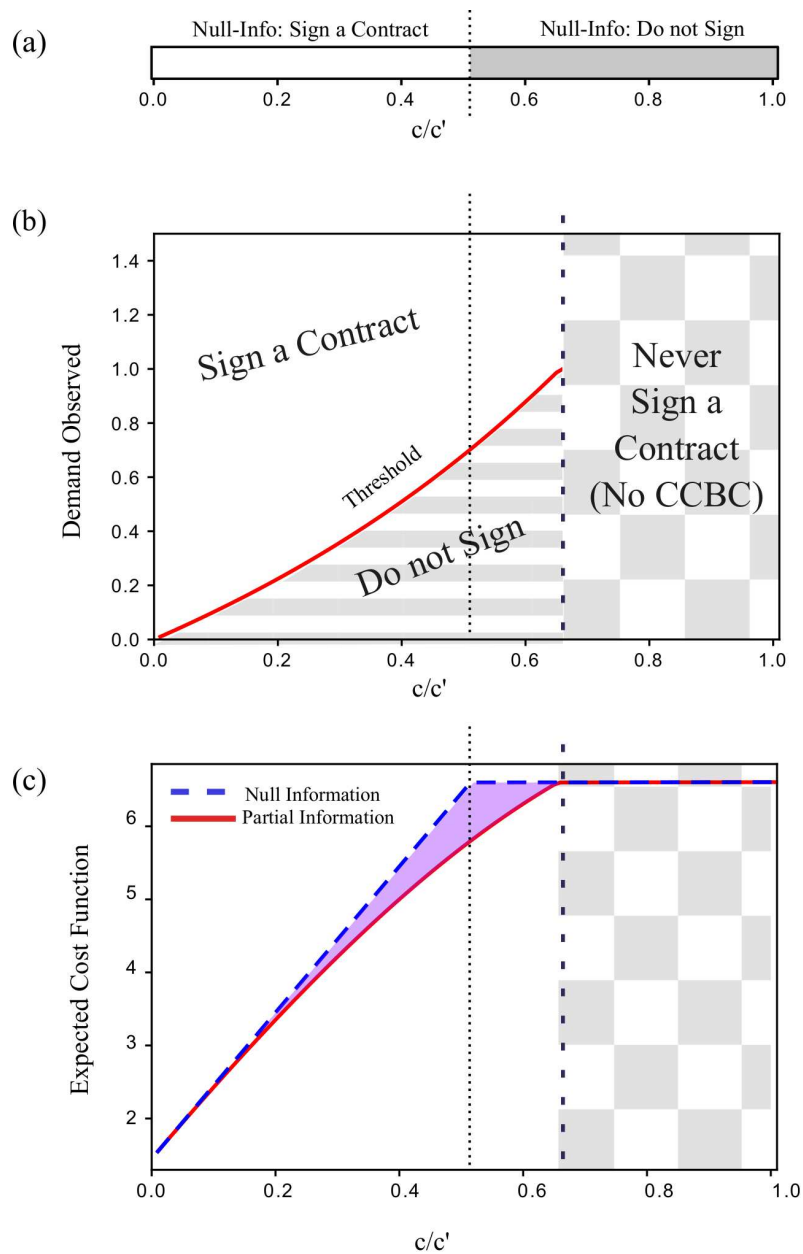 (a)
Null-Info: Sign a Contract
Null-Info: Do not Sign
0.0 0.2 0.4 0.6 0.8 1.0
c/c'
(b)
Demand Observed
1.4
1.2
1.0
0.8
0.6
0.4
0.2
0.0
Sign a Contract
Threshold
Do not Sign
Never
Sign a
Contract
(No CCBC)
0.0 0.2 0.4 0.6 0.8 1.0
c/c'
(c)
Expected Cost Function
Null Information
Partial Information
6
5
4
3
2
0.0 0.2 0.4 0.6 0.8 1.0
c/c'